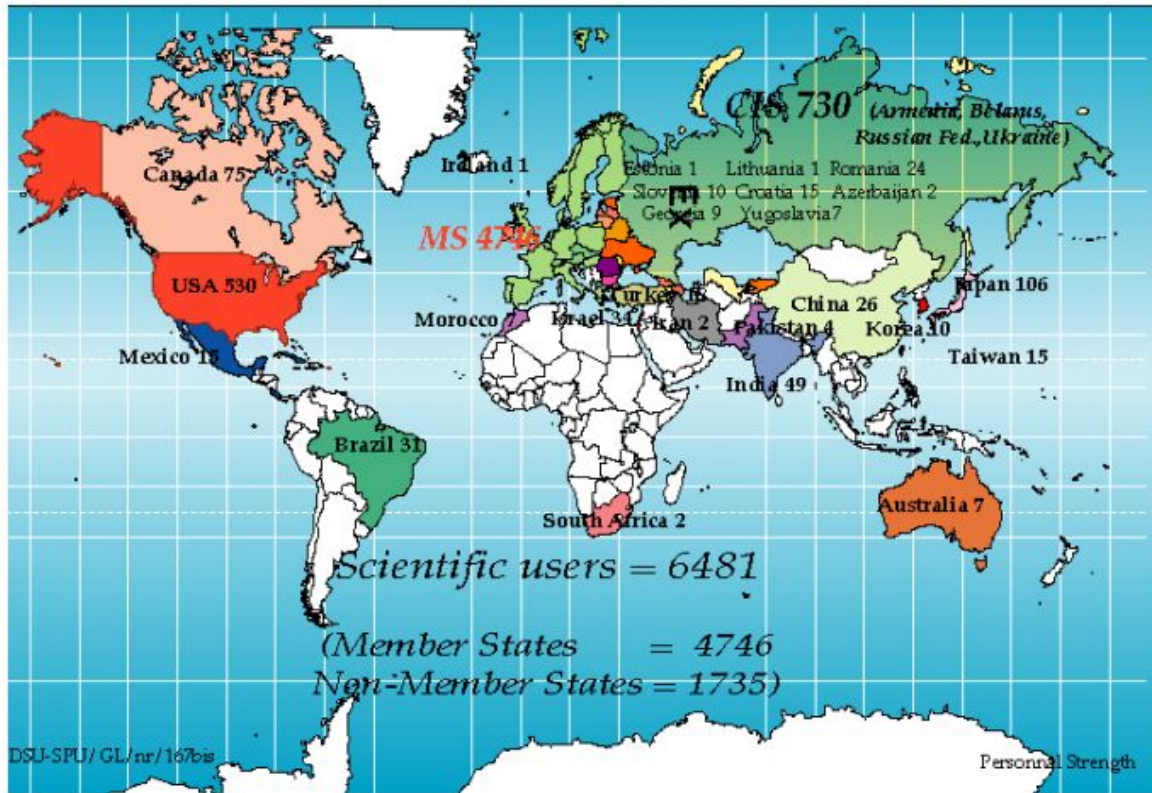 CIS 730 (Armenia, Belarus,
Russian Fed.,Ukraine)
Canada 75
Ireland 1
Estonia 1 Lithuania 1 Romania 24
10 Croatia 15 Azerbaijan 2
Georgia 9 Yugoslavia7
EX
MS 4746
USA 530
Turkey
China 26
Japan 106
Morocco 7
Israel
Iran 2
Pakistan 4
Korea 10
Mexico
Taiwan 15
India 49
Brazil 31
Australia 7
South Africa 2
Scientific users = 6481
(Member States = 4746
Non-Member States = 1735)
DSU-SPU/ GL/nr/167bis
Personnal Strength